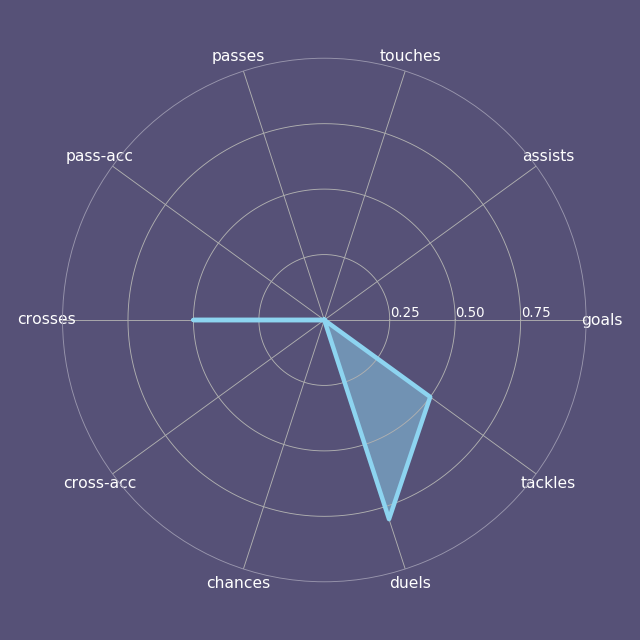 passes
touches
pass-acc
assists
0.25
0.50
0.75
crosses
goals
cross-acc
tackles
chances
duels